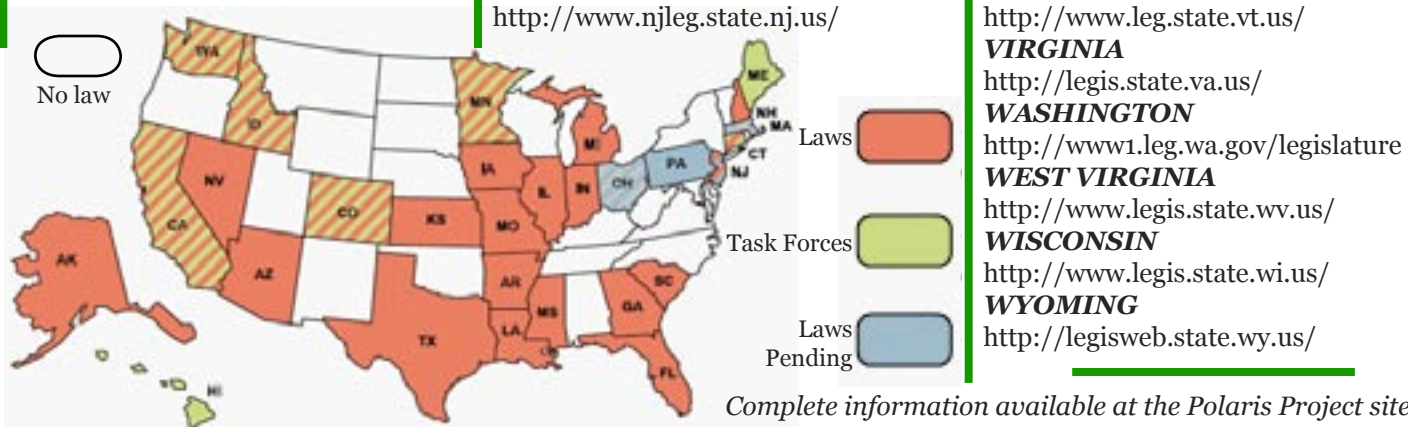 http://www.njleg.state.nj.us/
No law
WA
ID
MN
ME
NH
MA
CT
NJ
PA
OH
MI
IA
IL
IN
NV
CA
CO
KS
MO
AK
AZ
AR
MS
LA
TX
GA
SC
FL
HI
Laws
Task Forces
Laws
Pending
http://www.leg.state.vt.us/
VIRGINIA
http://legis.state.va.us/
WASHINGTON
http://www1.leg.wa.gov/legislature
WEST VIRGINIA
http://www.legis.state.wv.us/
WISCONSIN
http://www.legis.state.wi.us/
WYOMING
http://legisweb.state.wy.us/
Complete information available at the Polaris Project site